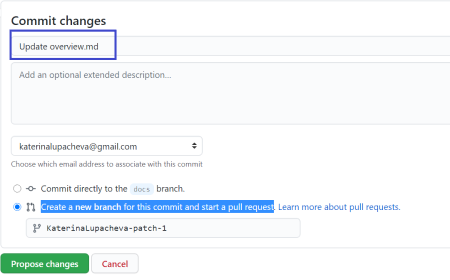 Commit changes
Update overview.md
Add an optional extended description...
katerinalupacheva@gmail.com
Choose which email address to associate with this commit
Commit directly to the docs branch.
Create a new branch for this commit and start a pull request. Learn more about pull requests.
KaterinaLupacheva-patch-1
Propose changes Cancel